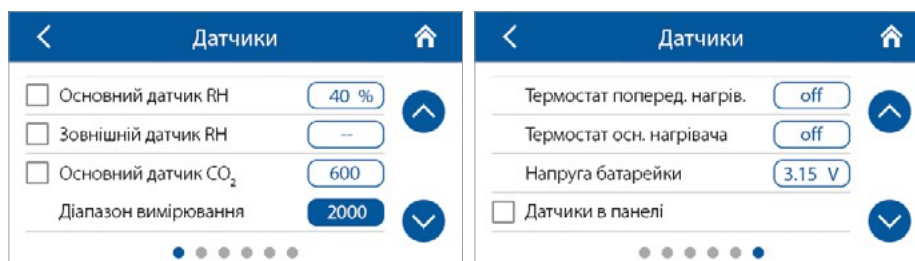 Датчики
Основний датчик RH 40 %
Зовнішній датчик RH --
Основний датчик CO₂ 600
Діапазон вимірювання 2000
Датчики
Термостат поперед. нагрів. off
Термостат осн. нагрівача off
Напруга батарейки 3.15 V
Датчики в панелі